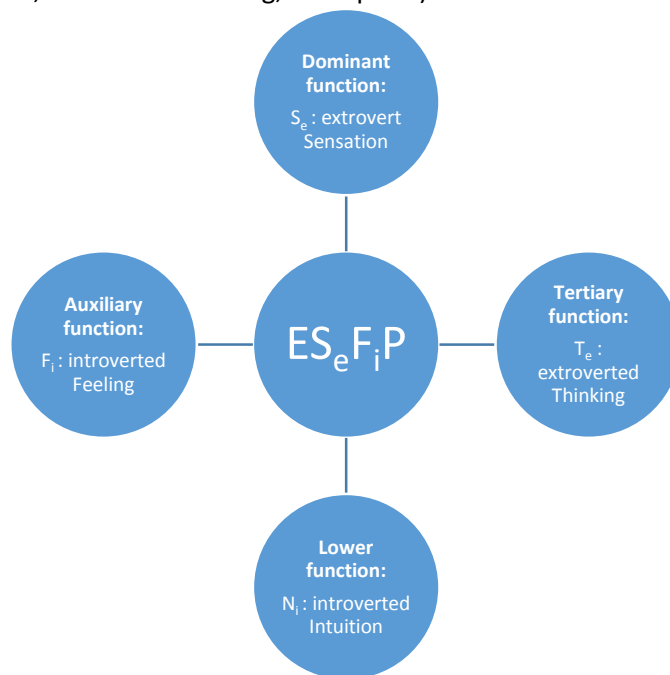 Dominant
function:
Se : extrovert
Sensation
Auxiliary
function:
Fi : introverted
Feeling
ESeFiP
Tertiary
function:
Te :
extroverted
Thinking
Lower
function:
Ni : introverted
Intuition